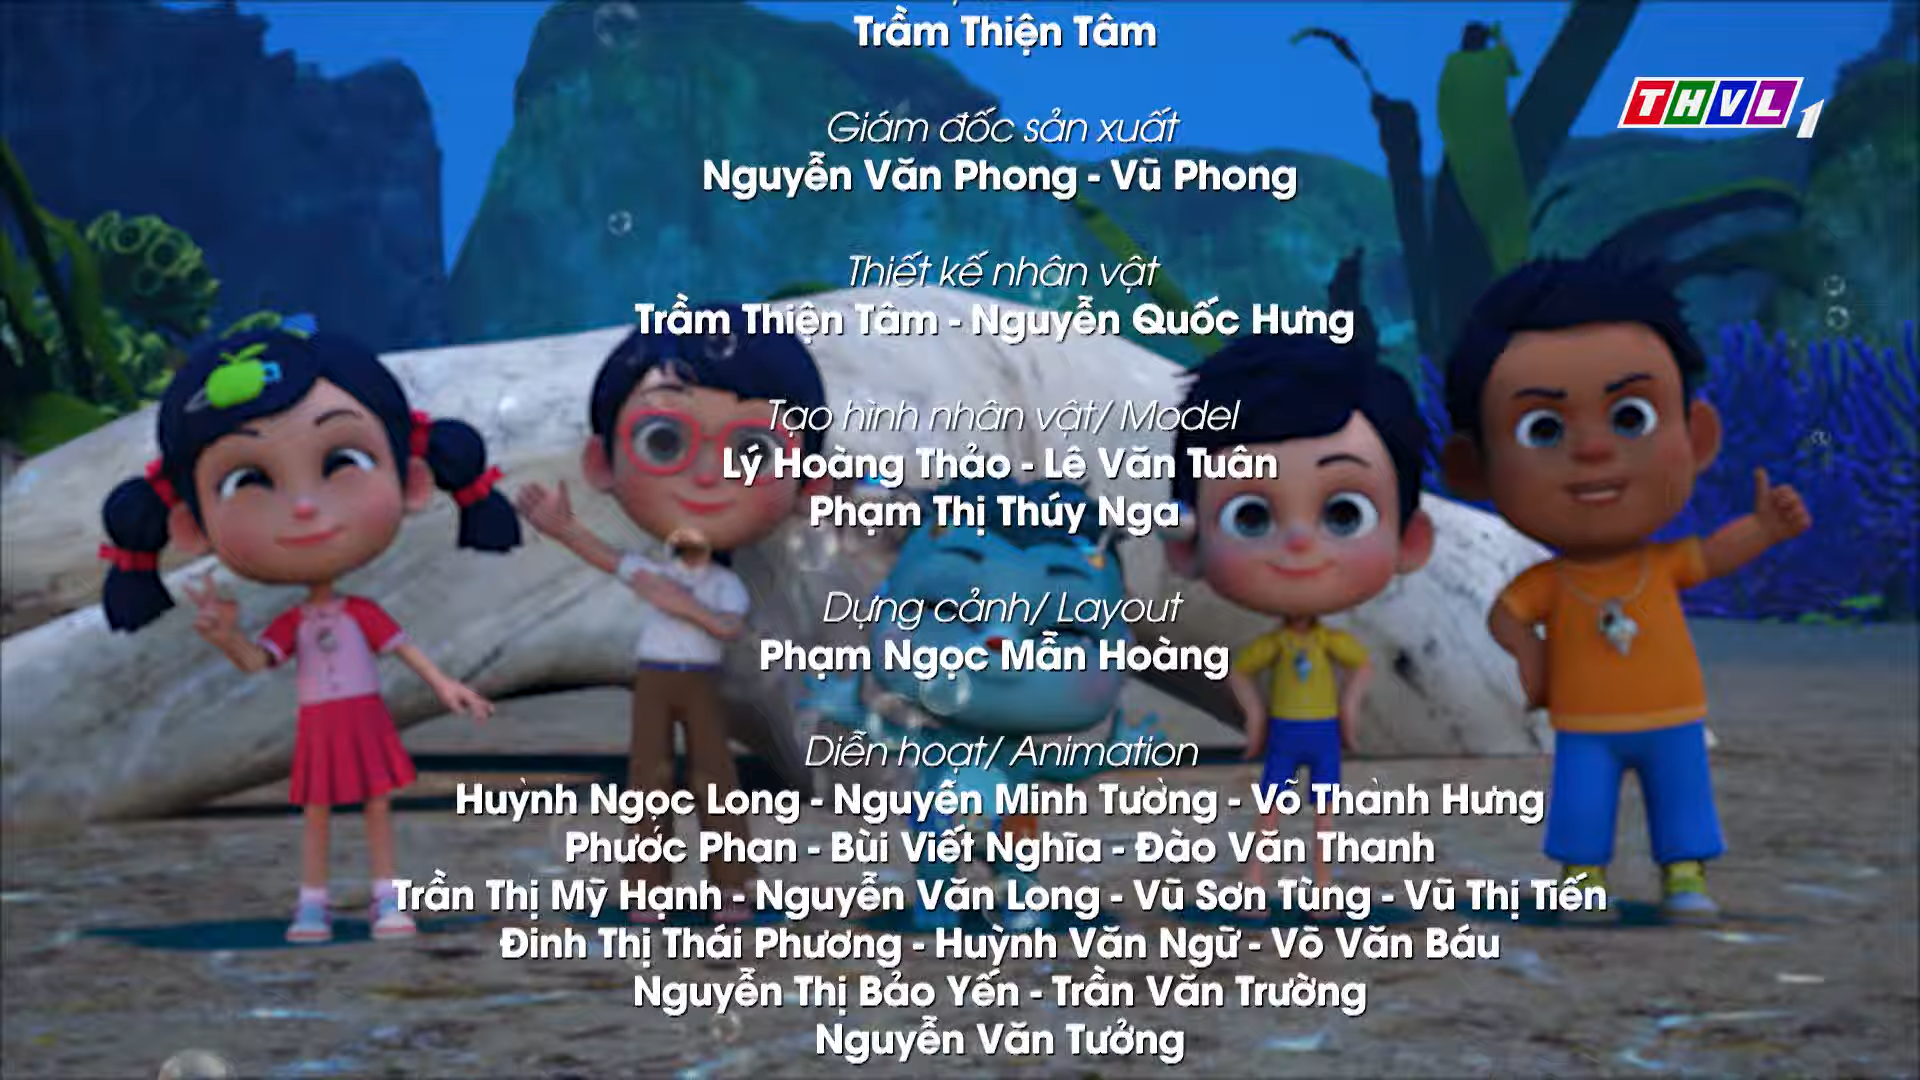 Trầm Thiện Tâm
THVL1
Giám đốc sản xuất
Nguyễn Văn Phong - Vũ Phong
Thiết kế nhân vật
Trầm Thiện Tâm - Nguyễn Quốc Hưng
Tạo hình nhân vật/ Model
Lý Hoàng Thảo - Lê Văn Tuân
Phạm Thị Thúy Nga
Dựng cảnh/ Layout
Phạm Ngọc Mẫn Hoàng
Diễn hoạt/ Animation
Huỳnh Ngọc Long - Nguyễn Minh Tường - Võ Thành Hưng
Phước Phan - Bùi Viết Nghĩa - Đào Văn Thanh
Trần Thị Mỹ Hạnh - Nguyễn Văn Long - Vũ Sơn Tùng - Vũ Thị Tiến
Đinh Thị Thái Phương - Huỳnh Văn Ngữ - Võ Văn Báu
Nguyễn Thị Bảo Yến - Trần Văn Trường
Nguyễn Văn Tưởng